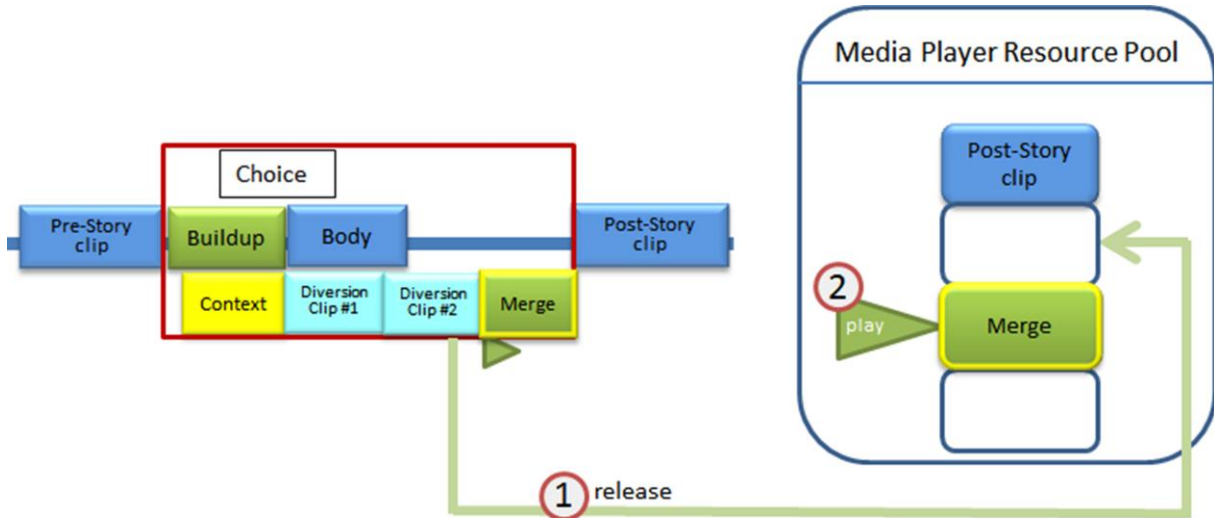 Media Player Resource Pool
Choice
Pre-Story
clip
Buildup
Body
Post-Story
clip
Context
Diversion
Clip #1
Diversion
Clip #2
Merge
Post-Story
clip
2
play
Merge
1
release